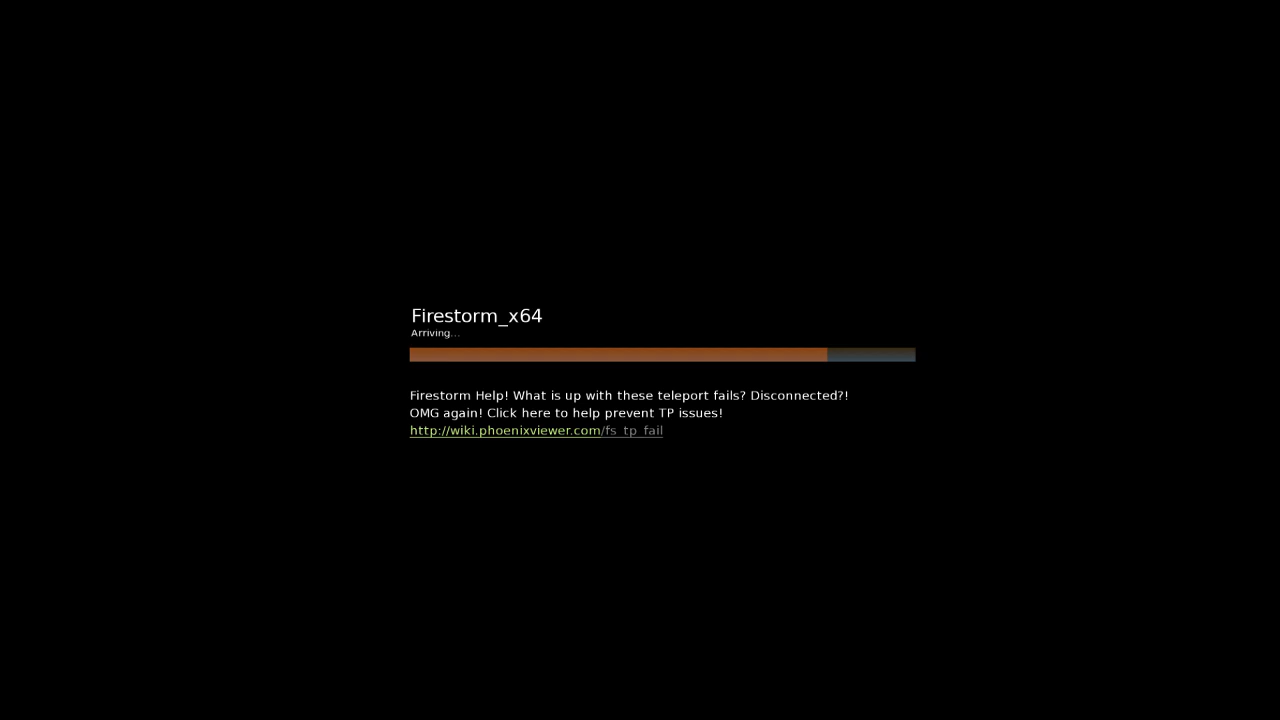 Firestorm_x64
Arriving...
Firestorm Help! What is up with these teleport fails? Disconnected?!
OMG again! Click here to help prevent TP issues!
http://wiki.phoenixviewer.com/fs_tp_fail